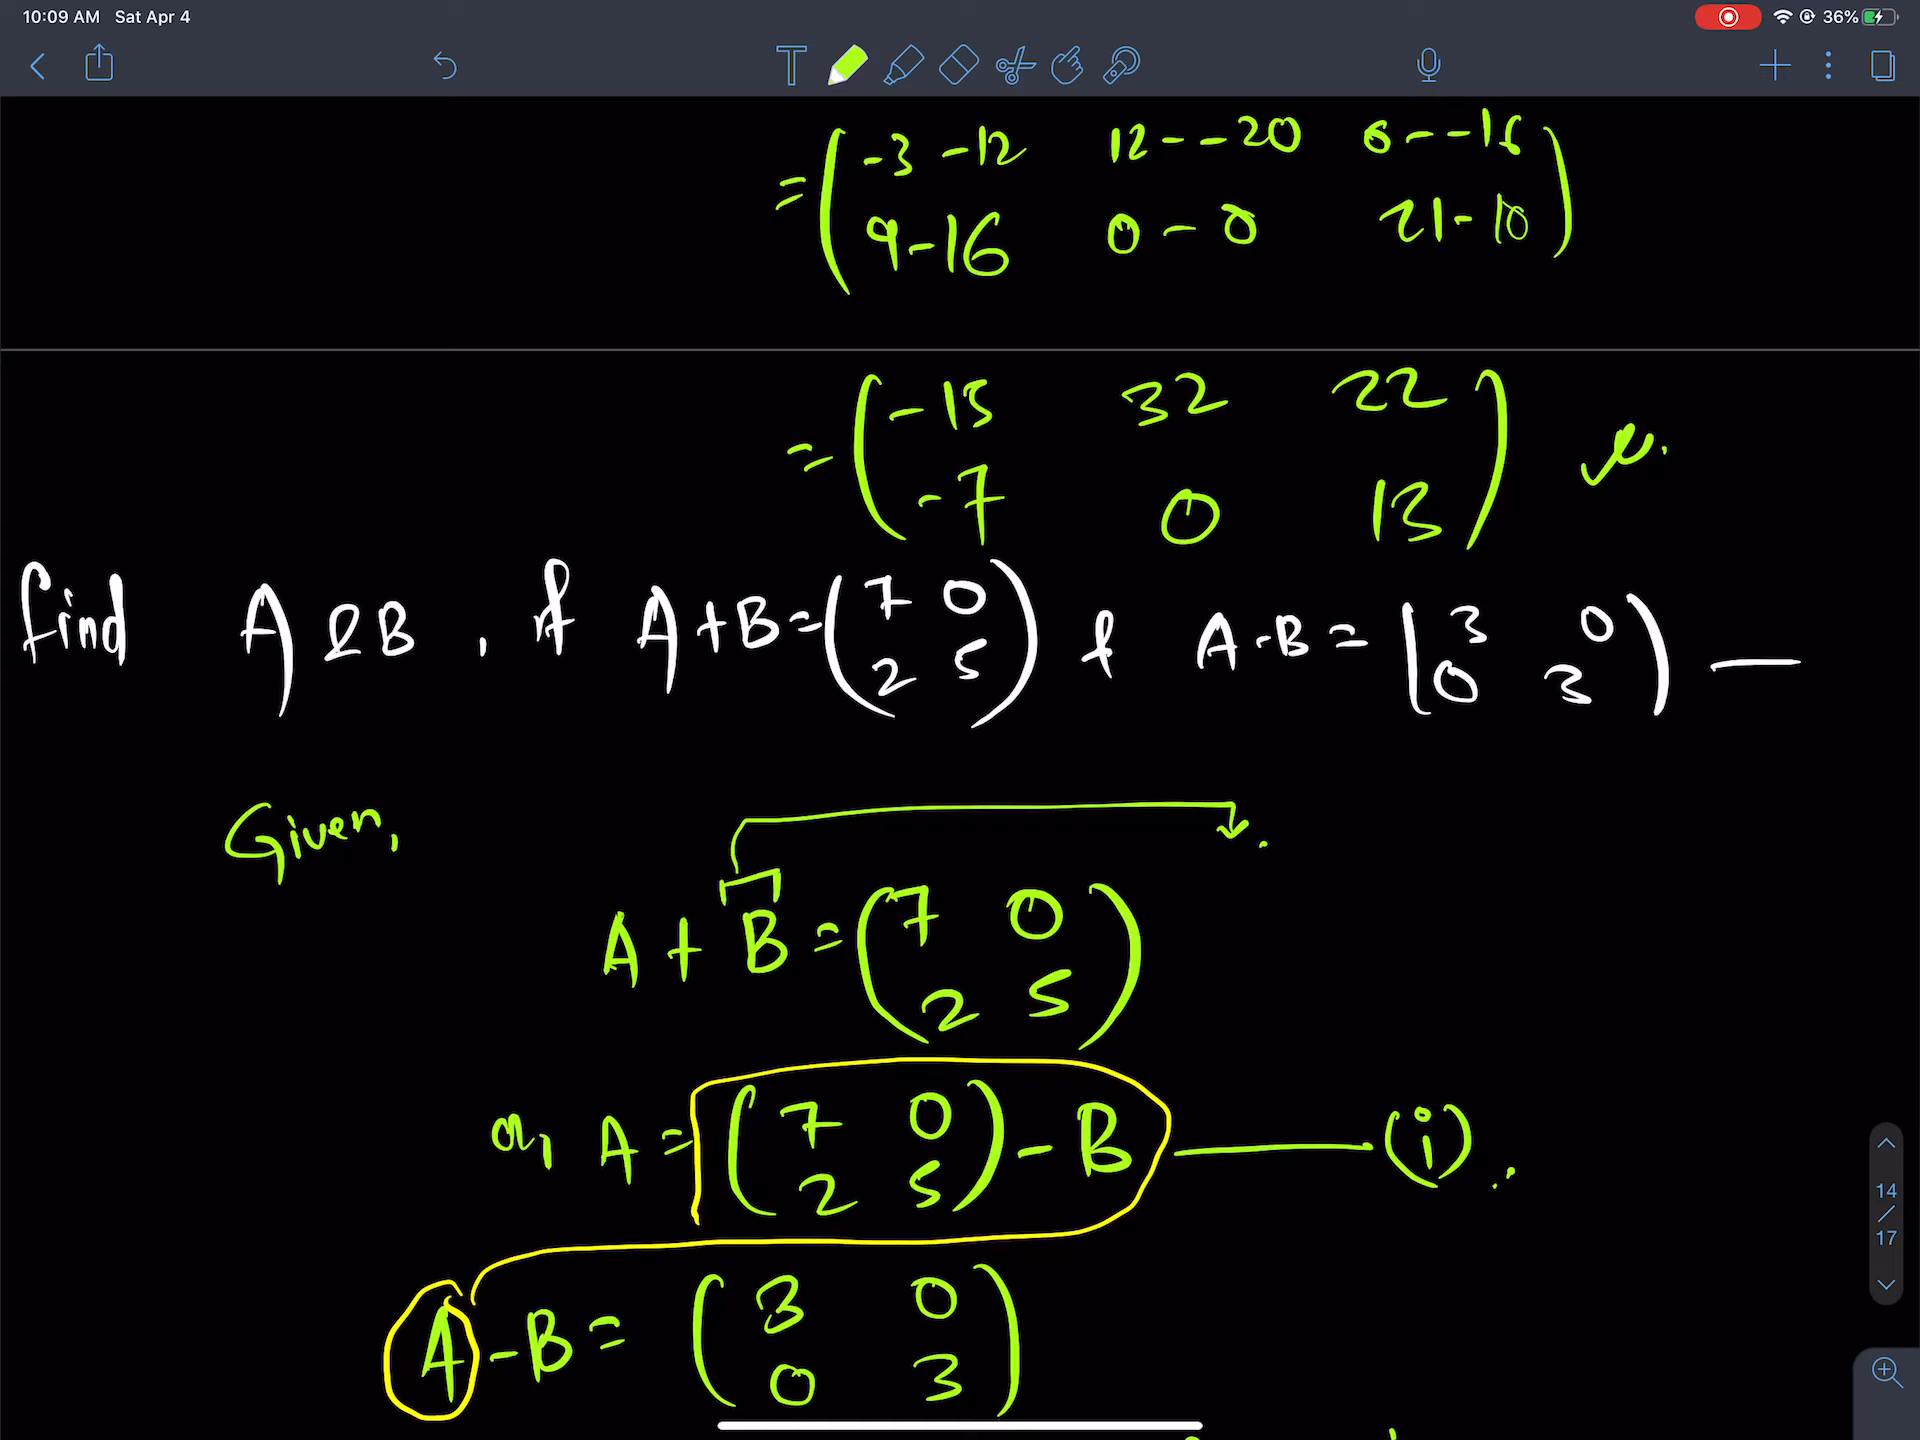 10:09 AM Sat Apr 4
36%
= ( -3 -12 12 - -20 6 - -16
9-16 0 - 0 21-10 )
= ( -15 32 22
-7 0 13 )
find A & B , if A+B = ( 7 0 & A-B = ( 3 0 —
2 5 ) 0 3 )
Given,
A + B = ( 7 0
2 5 )
or, A = ( 7 0 - B — (i) .
2 5 )
14
/
17
A - B = ( 3 0
0 3 )